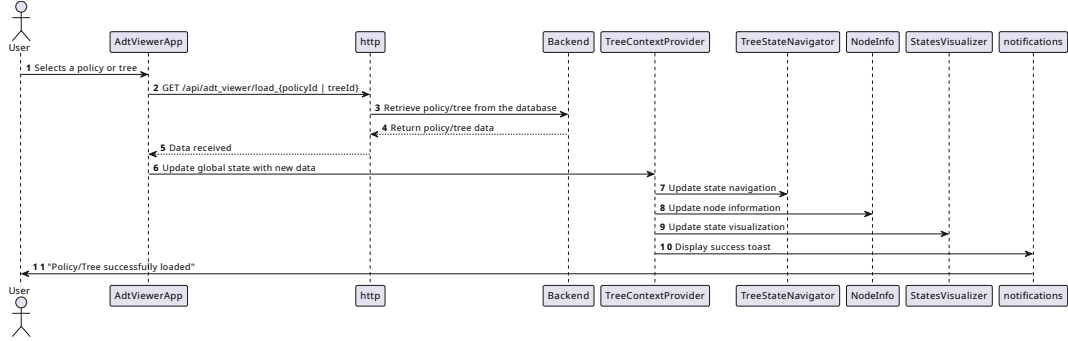 User
AdtViewerApp
http
Backend
TreeContextProvider
TreeStateNavigator
NodeInfo
StatesVisualizer
notifications
1 Selects a policy or tree
2 GET /api/adt_viewer/load_{policyId | treeId}
3 Retrieve policy/tree from the database
4 Return policy/tree data
5 Data received
6 Update global state with new data
7 Update state navigation
8 Update node information
9 Update state visualization
10 Display success toast
11 "Policy/Tree successfully loaded"
User
AdtViewerApp
http
Backend
TreeContextProvider
TreeStateNavigator
NodeInfo
StatesVisualizer
notifications